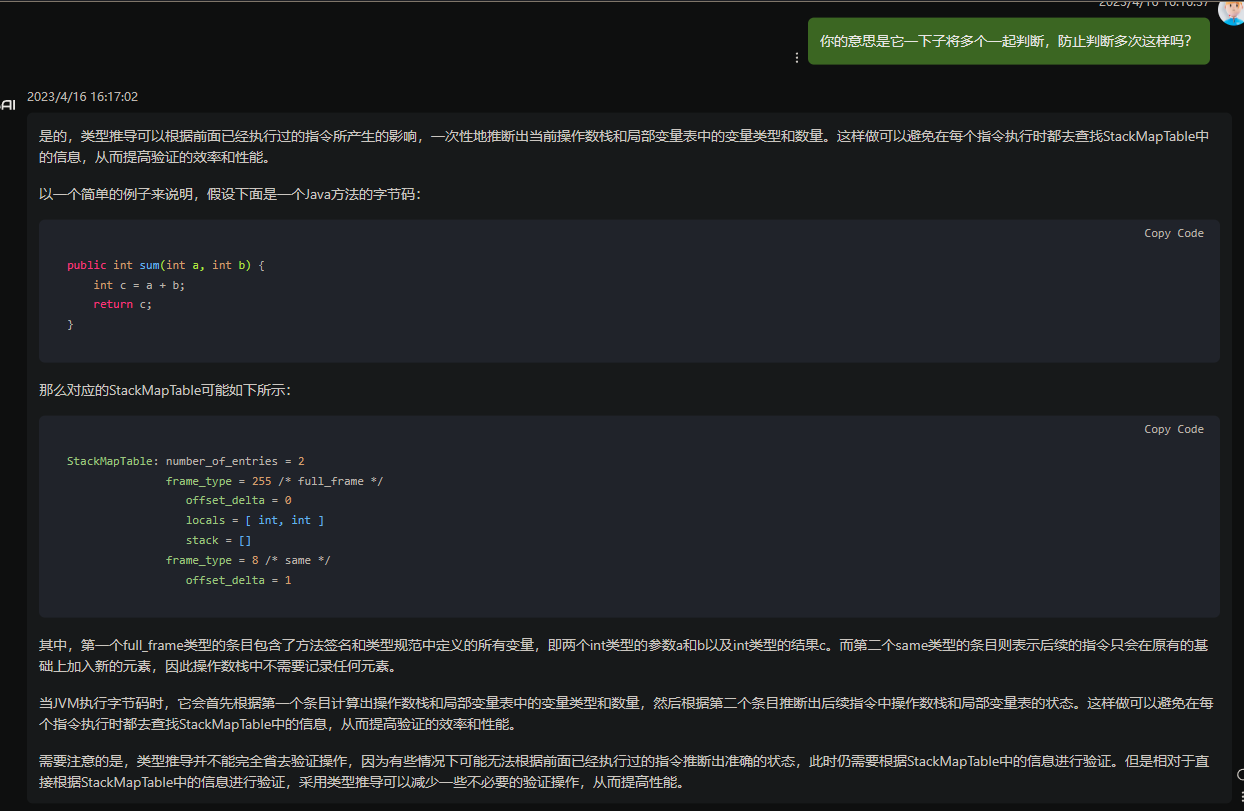 你的意思是它一下子将多个一起判断，防止判断多次这样吗？
AI
2023/4/16 16:17:02
是的，类型推导可以根据前面已经执行过的指令所产生的影响，一次性地推断出当前操作数栈和局部变量表中的变量类型和数量。这样做可以避免在每个指令执行时都去查找StackMapTable中
的信息，从而提高验证的效率和性能。
以一个简单的例子来说明，假设下面是一个Java方法的字节码：
Copy Code
public int sum(int a, int b) {
    int c = a + b;
    return c;
}
那么对应的StackMapTable可能如下所示：
Copy Code
StackMapTable: number_of_entries = 2
               frame_type = 255 /* full_frame */
                  offset_delta = 0
                  locals = [ int, int ]
                  stack = []
               frame_type = 8 /* same */
                  offset_delta = 1
其中，第一个full_frame类型的条目包含了方法签名和类型规范中定义的所有变量，即两个int类型的参数a和b以及int类型的结果c。而第二个same类型的条目则表示后续的指令只会在原有的基
础上加入新的元素，因此操作数栈中不需要记录任何元素。
当JVM执行字节码时，它会首先根据第一个条目计算出操作数栈和局部变量表中的变量类型和数量，然后根据第二个条目推断出后续指令中操作数栈和局部变量表的状态。这样做可以避免在每
个指令执行时都去查找StackMapTable中的信息，从而提高验证的效率和性能。
需要注意的是，类型推导并不能完全省去验证操作，因为有些情况下可能无法根据前面已经执行过的指令推断出准确的状态，此时仍需要根据StackMapTable中的信息进行验证。但是相对于直
接根据StackMapTable中的信息进行验证，采用类型推导可以减少一些不必要的验证操作，从而提高性能。